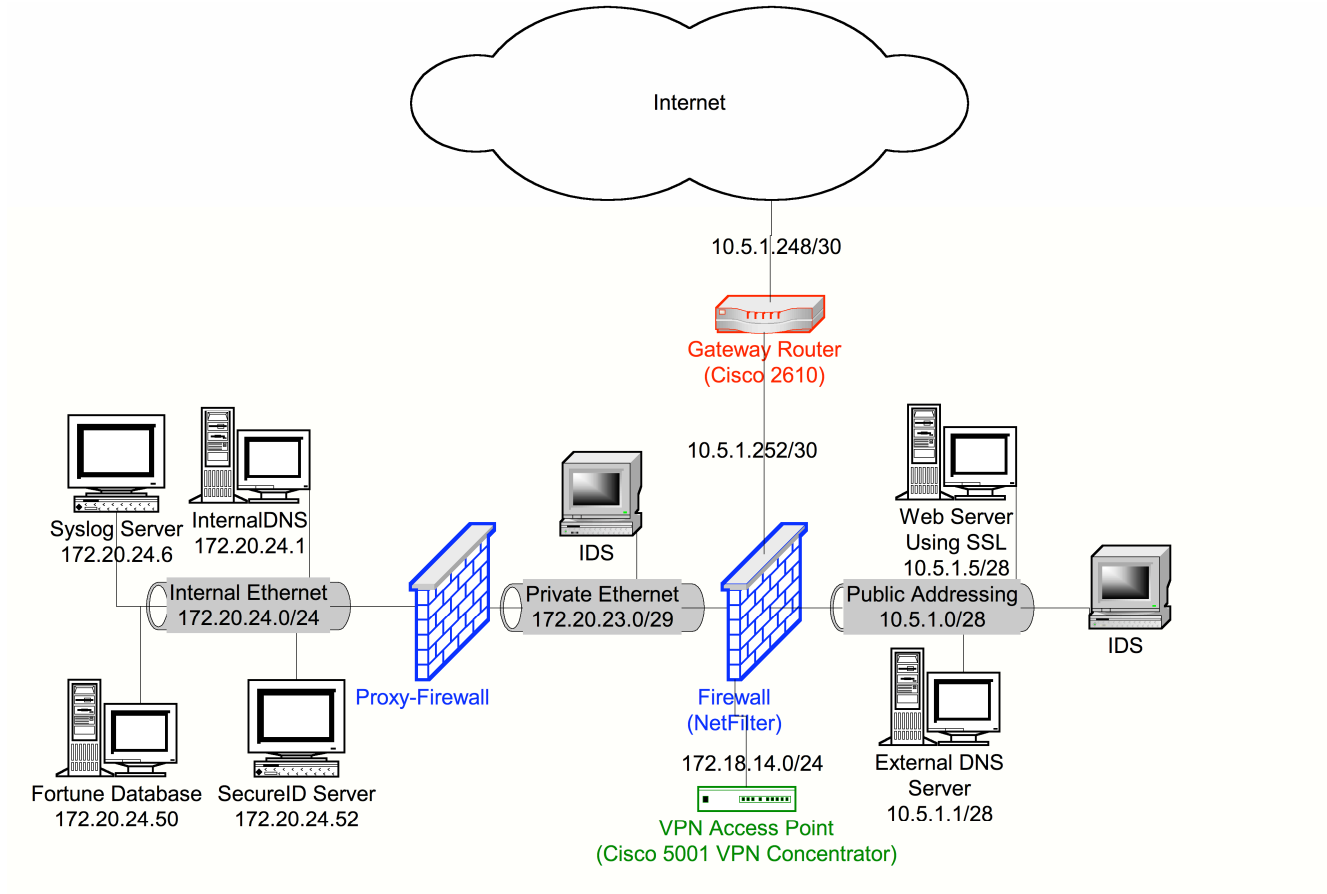 Internet
10.5.1.248/30
Gateway Router
(Cisco 2610)
10.5.1.252/30
Syslog Server
172.20.24.6
InternalDNS
172.20.24.1
IDS
Web Server
Using SSL
10.5.1.5/28
Internal Ethernet
172.20.24.0/24
Private Ethernet
172.20.23.0/29
Public Addressing
10.5.1.0/28
IDS
Proxy-Firewall
Firewall
(NetFilter)
172.18.14.0/24
External DNS
Server
10.5.1.1/28
Fortune Database
172.20.24.50
SecureID Server
172.20.24.52
VPN Access Point
(Cisco 5001 VPN Concentrator)